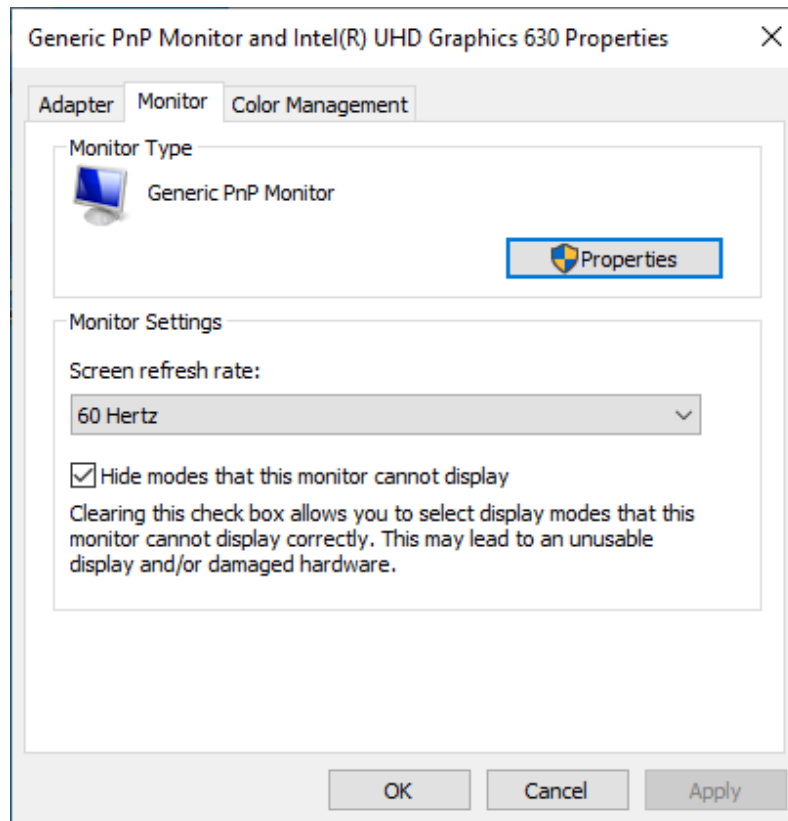 Generic PnP Monitor and Intel(R) UHD Graphics 630 Properties
Adapter Monitor Color Management
Monitor Type
Generic PnP Monitor
Properties
Monitor Settings
Screen refresh rate:
60 Hertz
Hide modes that this monitor cannot display
Clearing this check box allows you to select display modes that this
monitor cannot display correctly. This may lead to an unusable
display and/or damaged hardware.
OK Cancel Apply